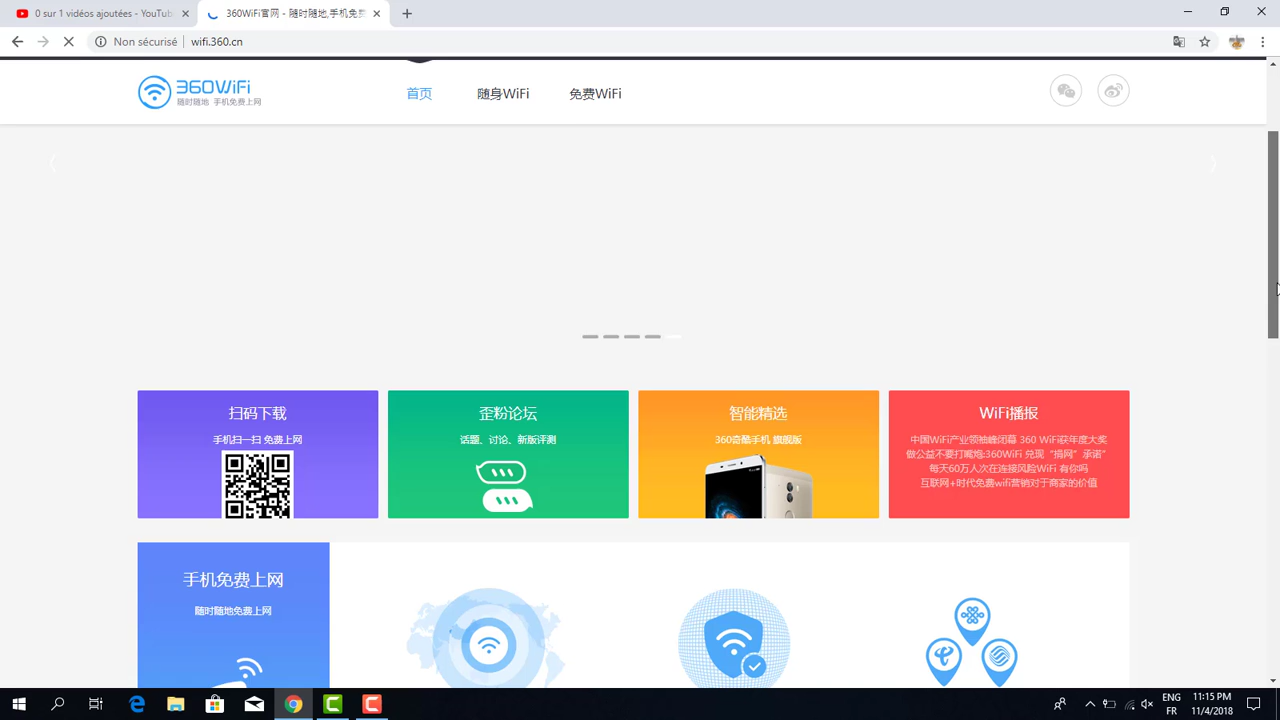 0 sur 1 vidéos ajoutées - YouTub
360WiFi官网 - 随时随地,手机免费
Non sécurisé
wifi.360.cn
360WiFi
随时随地 手机免费上网
首页
随身WiFi
免费WiFi
扫码下载
手机扫一扫 免费上网
歪粉论坛
话题、讨论、新版评测
智能精选
360奇酷手机 旗舰版
WiFi播报
中国WiFi产业领袖峰闭幕 360 WiFi获年度大奖
做公益不要打嘴炮:360WiFi 兑现“捐网”承诺”
每天60万人次在连接风险WiFi 有你吗
互联网+时代免费wifi营销对于商家的价值
手机免费上网
随时随地免费上网
ENG
FR
11:15 PM
11/4/2018